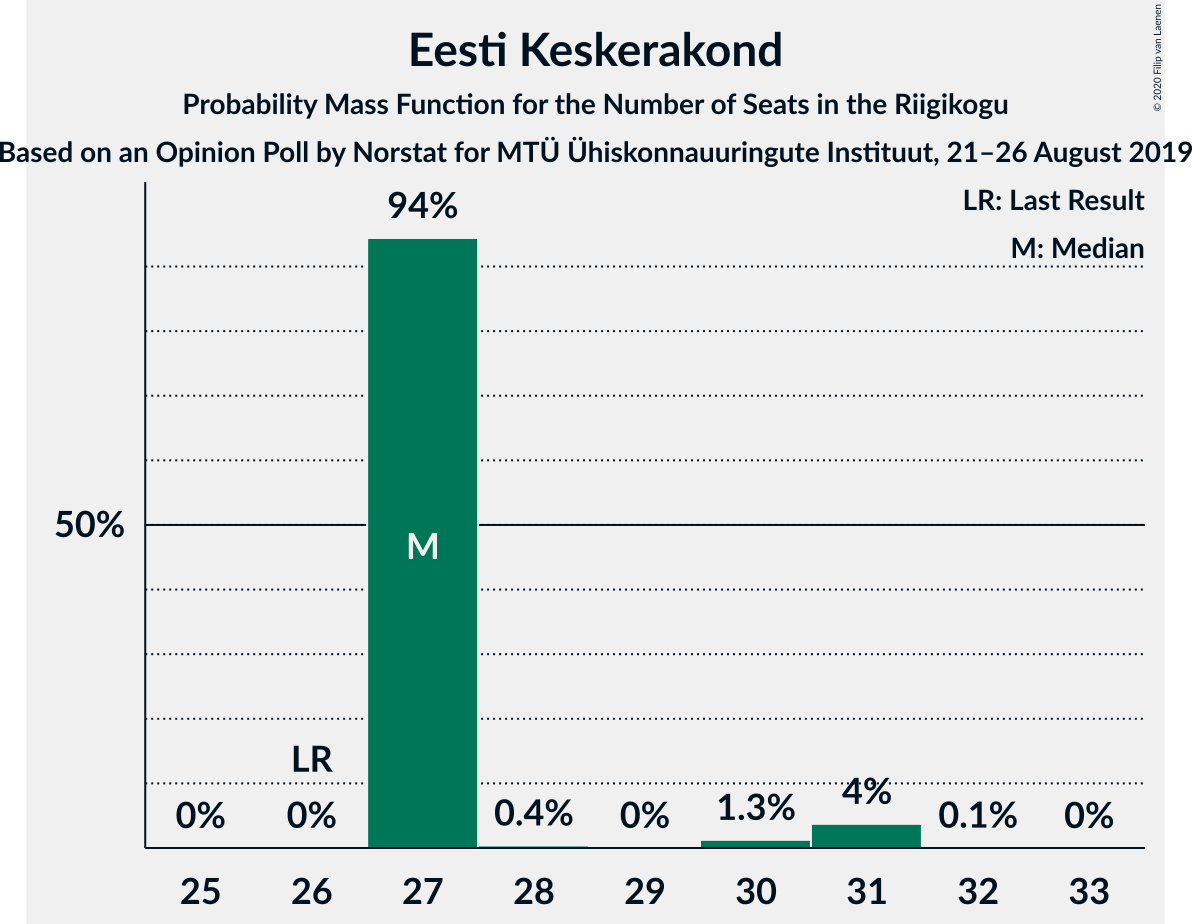 Eesti Keskerakond
Probability Mass Function for the Number of Seats in the Riigikogu
Based on an Opinion Poll by Norstat for MTÜ Ühiskonnauuringute Instituut, 21–26 August 2019
© 2020 Filip van Laenen
LR: Last Result
M: Median
94%
50%
M
LR
0% 0% 0.4% 0% 1.3% 4% 0.1% 0%
25 26 27 28 29 30 31 32 33